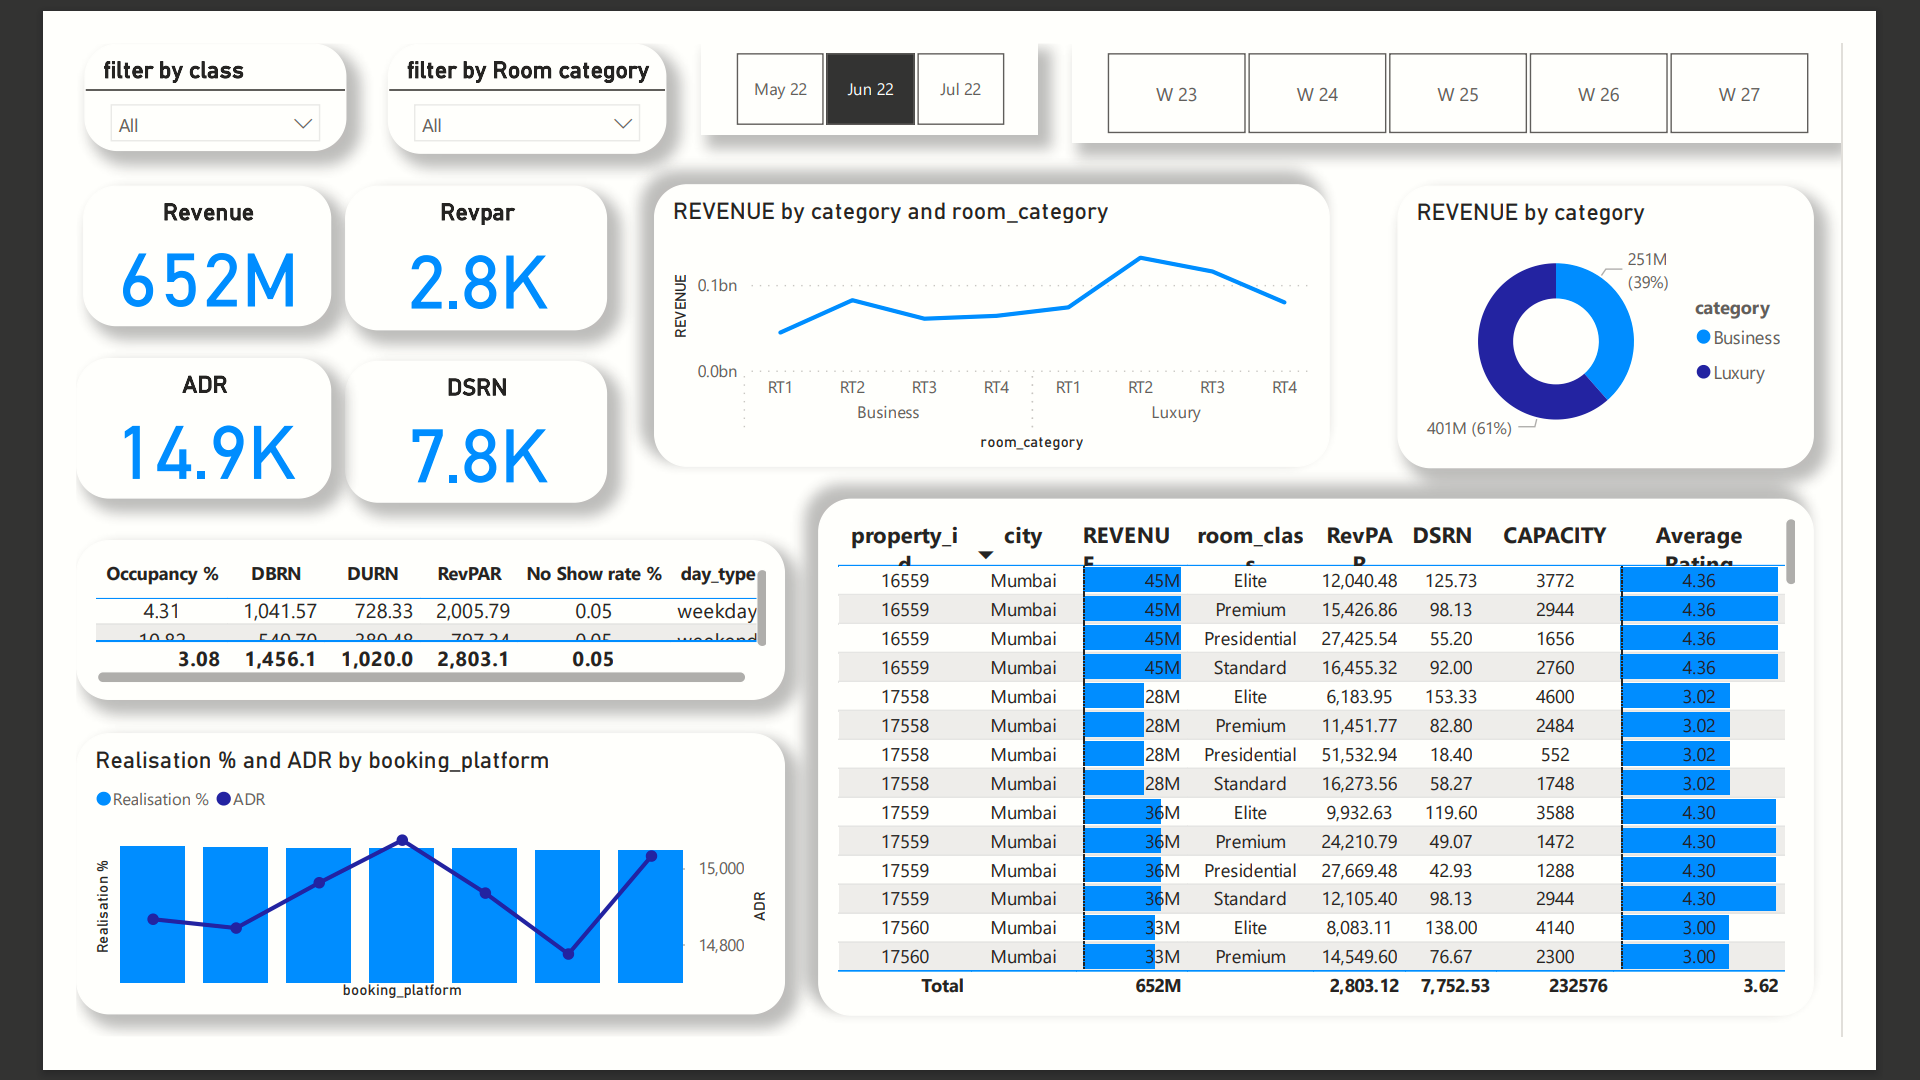 filter by class
All
filter by Room category
All
May 22
Jun 22
Jul 22
W 23
W 24
W 25
W 26
W 27
Revenue
652M
Revpar
2.8K
ADR
14.9K
DSRN
7.8K
REVENUE by category and room_category
REVENUE
0.1bn
0.0bn
RT1 RT2 RT3 RT4 RT1 RT2 RT3 RT4
Business Luxury
room_category
REVENUE by category
251M
(39%)
401M (61%)
category
Business
Luxury
Occupancy % DBRN DURN RevPAR No Show rate % day_type
4.31 1,041.57 728.33 2,005.79 0.05 weekday
10.82 540.70 380.48 797.34 0.05 weekend
3.08 1,456.1 1,020.0 2,803.1 0.05
Realisation % and ADR by booking_platform
Realisation % ADR
Realisation %
15,000
14,800
ADR
booking_platform
property_i city REVENU room_clas RevPA DSRN CAPACITY Average
d E s R Rating
16559 Mumbai 45M Elite 12,040.48 125.73 3772 4.36
16559 Mumbai 45M Premium 15,426.86 98.13 2944 4.36
16559 Mumbai 45M Presidential 27,425.54 55.20 1656 4.36
16559 Mumbai 45M Standard 16,455.32 92.00 2760 4.36
17558 Mumbai 28M Elite 6,183.95 153.33 4600 3.02
17558 Mumbai 28M Premium 11,451.77 82.80 2484 3.02
17558 Mumbai 28M Presidential 51,532.94 18.40 552 3.02
17558 Mumbai 28M Standard 16,273.56 58.27 1748 3.02
17559 Mumbai 36M Elite 9,932.63 119.60 3588 4.30
17559 Mumbai 36M Premium 24,210.79 49.07 1472 4.30
17559 Mumbai 36M Presidential 27,669.48 42.93 1288 4.30
17559 Mumbai 36M Standard 12,105.40 98.13 2944 4.30
17560 Mumbai 33M Elite 8,083.11 138.00 4140 3.00
17560 Mumbai 33M Premium 14,549.60 76.67 2300 3.00
Total 652M 2,803.12 7,752.53 232576 3.62